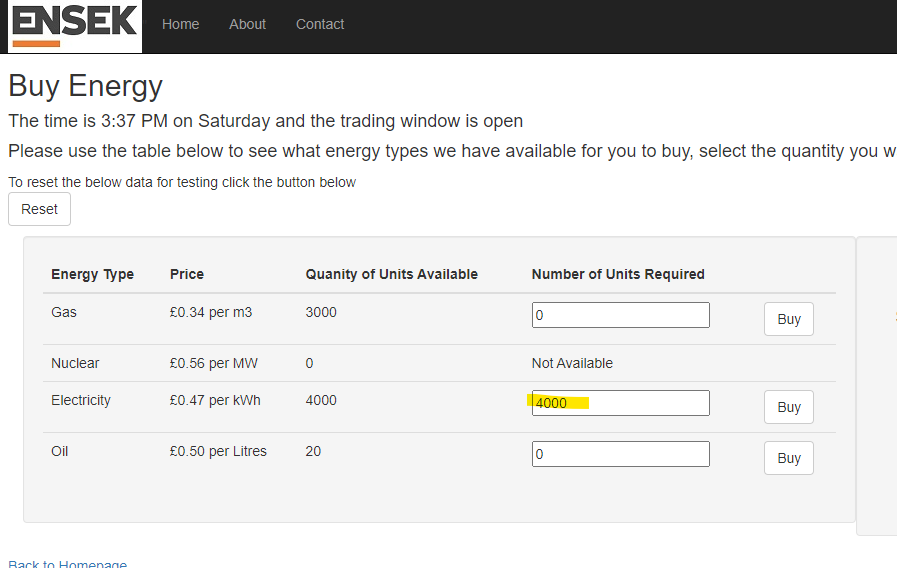 ENSEK Home About Contact
Buy Energy
The time is 3:37 PM on Saturday and the trading window is open
Please use the table below to see what energy types we have available for you to buy, select the quantity you w
To reset the below data for testing click the button below
Reset
Energy Type Price Quanity of Units Available Number of Units Required
Gas £0.34 per m3 3000 0 Buy
Nuclear £0.56 per MW 0 Not Available
Electricity £0.47 per kWh 4000 4000 Buy
Oil £0.50 per Litres 20 0 Buy
Back to Homepage